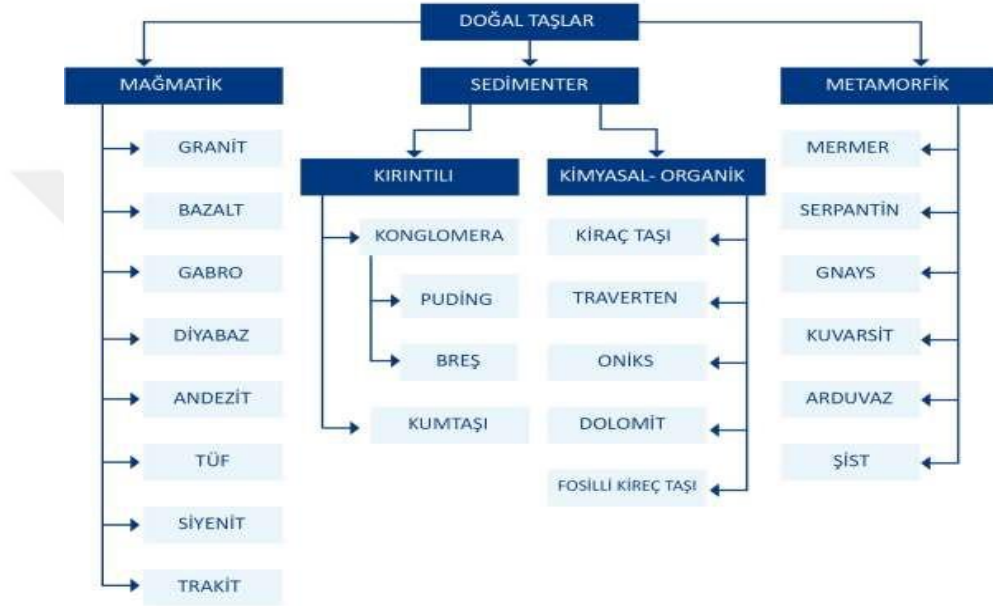 DOĞAL TAŞLAR
MAĞMATİK
GRANİT
BAZALT
GABRO
DİYABAZ
ANDEZİT
TÜF
SİYENİT
TRAKİT
SEDİMENTER
KIRINTILI
KONGLOMERA
PUDİNG
BREŞ
KUMTAŞI
KİMYASAL- ORGANİK
KİRAÇ TAŞI
TRAVERTEN
ONİKS
DOLOMİT
FOSİLLİ KİREÇ TAŞI
METAMORFİK
MERMER
SERPANTİN
GNAYS
KUVARSİT
ARDUVAZ
ŞİST